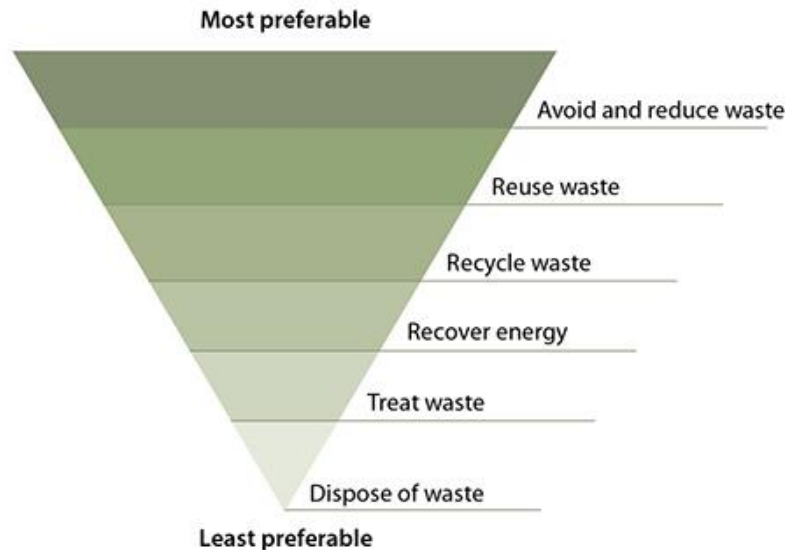 Most preferable
Avoid and reduce waste
Reuse waste
Recycle waste
Recover energy
Treat waste
Dispose of waste
Least preferable